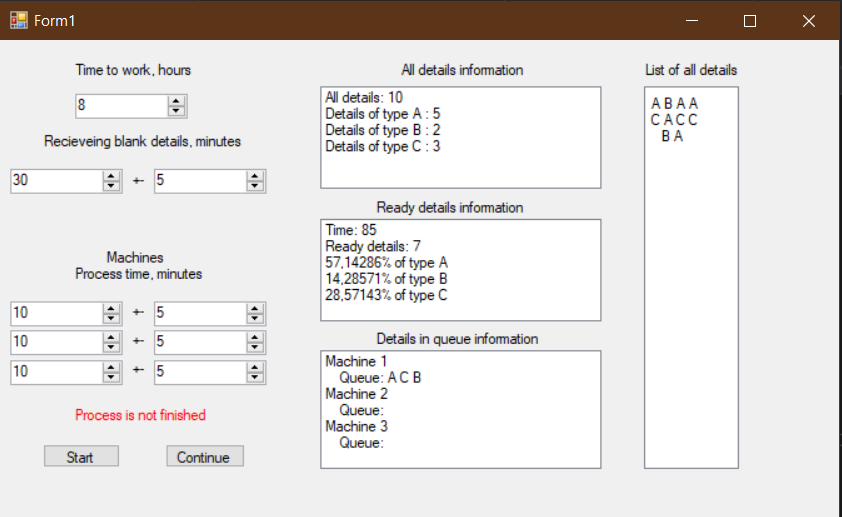 Form1
Time to work, hours
8
Recieveing blank details, minutes
30 +- 5
Machines
Process time, minutes
10 +- 5
10 +- 5
10 +- 5
Process is not finished
Start Continue
All details information
All details: 10
Details of type A : 5
Details of type B : 2
Details of type C : 3
Ready details information
Time: 85
Ready details: 7
57,14286% of type A
14,28571% of type B
28,57143% of type C
Details in queue information
Machine 1
Queue: A C B
Machine 2
Queue:
Machine 3
Queue:
List of all details
A B A A
C A C C
B A